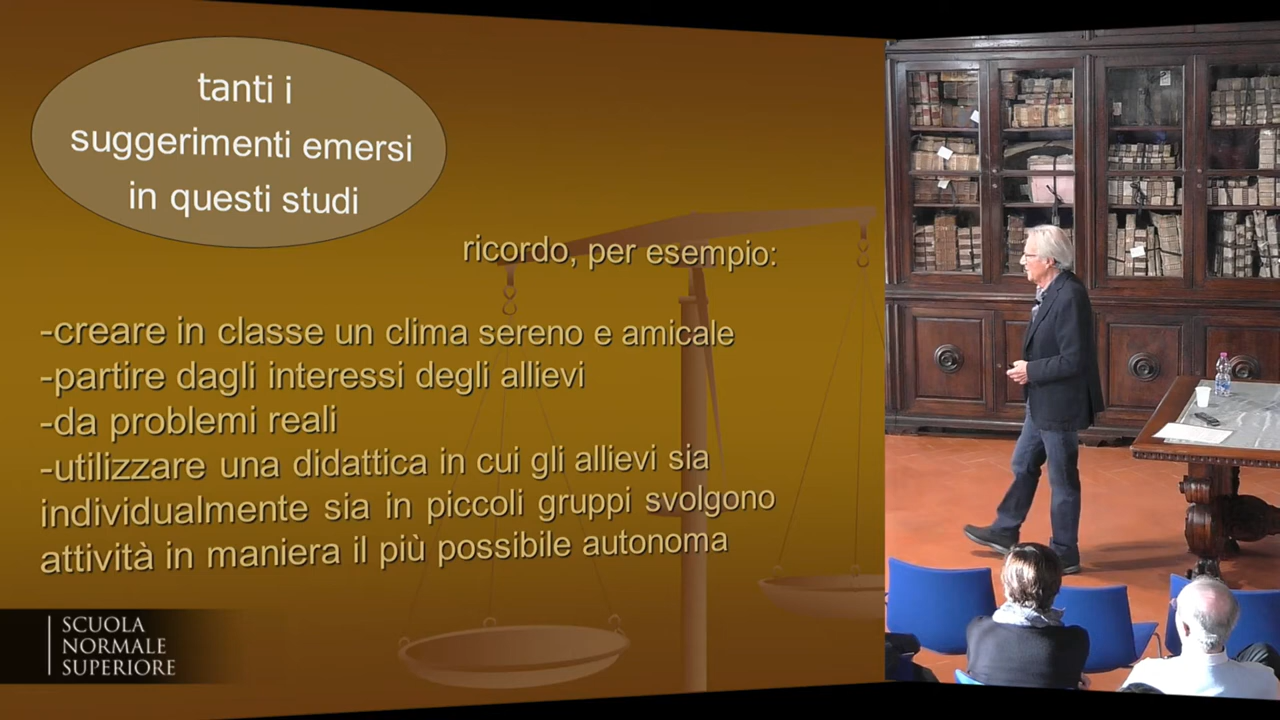 tanti i
suggerimenti emersi
in questi studi
ricordo, per esempio:
-creare in classe un clima sereno e amicale
-partire dagli interessi degli allievi
-da problemi reali
-utilizzare una didattica in cui gli allievi sia
individualmente sia in piccoli gruppi svolgono
attività in maniera il più possibile autonoma
SCUOLA
NORMALE
SUPERIORE